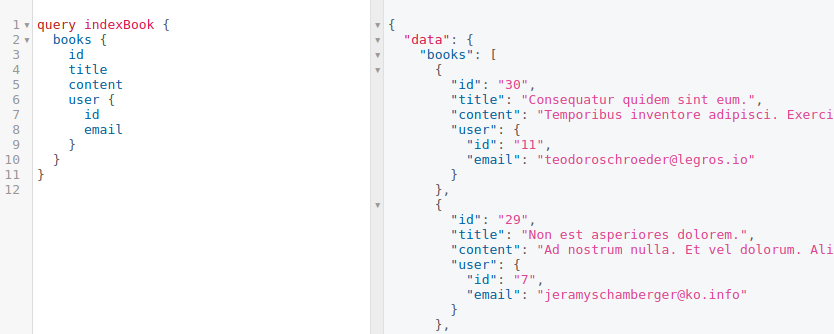 1 query indexBook {
2 books {
3 id
4 title
5 content
6 user {
7 id
8 email
9 }
10 }
11 }
12
{
"data": {
"books": [
{
"id": "30",
"title": "Consequatur quidem sint eum.",
"content": "Temporibus inventore adipisci. Exerci
"user": {
"id": "11",
"email": "teodoroschroeder@legros.io"
}
},
{
"id": "29",
"title": "Non est asperiores dolorem.",
"content": "Ad nostrum nulla. Et vel dolorum. Ali
"user": {
"id": "7",
"email": "jeramyschamberger@ko.info"
}
},